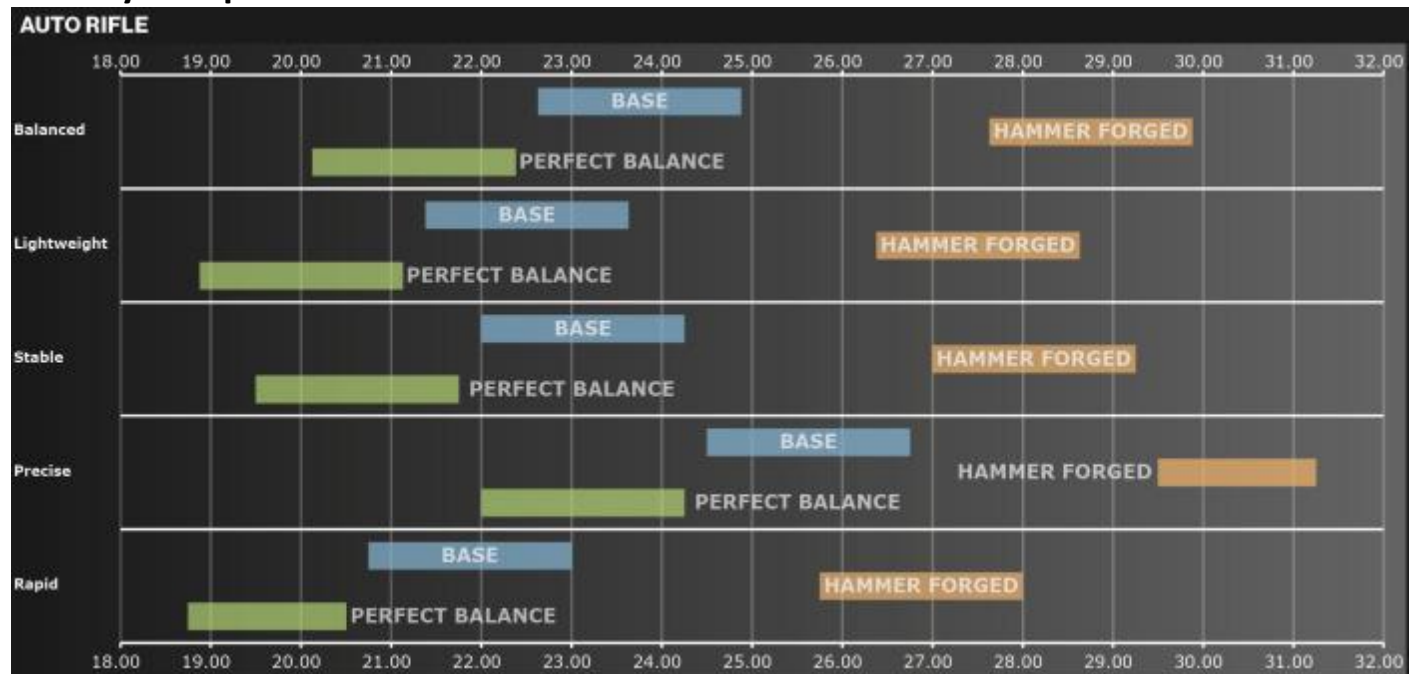 AUTO RIFLE
18.00 19.00 20.00 21.00 22.00 23.00 24.00 25.00 26.00 27.00 28.00 29.00 30.00 31.00 32.00
BASE
Balanced HAMMER FORGED
PERFECT BALANCE
BASE
Lightweight HAMMER FORGED
PERFECT BALANCE
BASE
Stable HAMMER FORGED
PERFECT BALANCE
BASE
Precise HAMMER FORGED
PERFECT BALANCE
BASE
Rapid HAMMER FORGED
PERFECT BALANCE
18.00 19.00 20.00 21.00 22.00 23.00 24.00 25.00 26.00 27.00 28.00 29.00 30.00 31.00 32.00